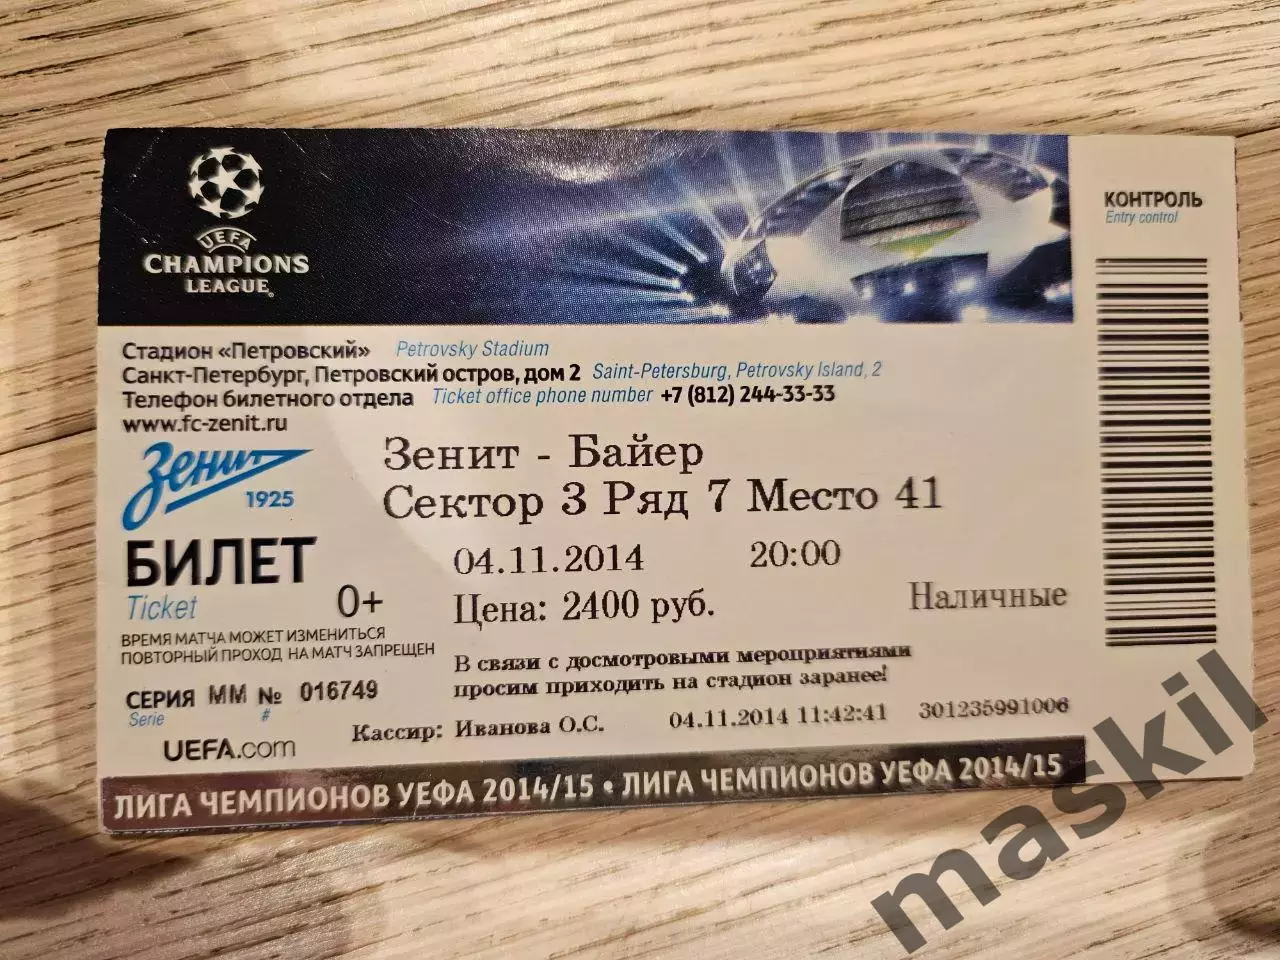 UEFA
CHAMPIONS
LEAGUE®
КОНТРОЛЬ
Entry control
Стадион «Петровский» Petrovsky Stadium
Санкт-Петербург, Петровский остров, дом 2 Saint-Petersburg, Petrovsky Island, 2
Телефон билетного отдела Ticket office phone number +7 (812) 244-33-33
www.fc-zenit.ru
Зенит
1925
Зенит - Байер
Сектор 3 Ряд 7 Место 41
БИЛЕТ
Ticket
0+
04.11.2014 20:00
Цена: 2400 руб. Наличные
ВРЕМЯ МАТЧА МОЖЕТ ИЗМЕНИТЬСЯ
ПОВТОРНЫЙ ПРОХОД НА МАТЧ ЗАПРЕЩЕН
В связи с досмотровыми мероприятиями
просим приходить на стадион заранее!
СЕРИЯ ММ № 016749
Serie #
Кассир: Иванова О.С. 04.11.2014 11:42:41 301235991006
UEFA.com
ЛИГА ЧЕМПИОНОВ УЕФА 2014/15 • ЛИГА ЧЕМПИОНОВ УЕФА 2014/15
maskil